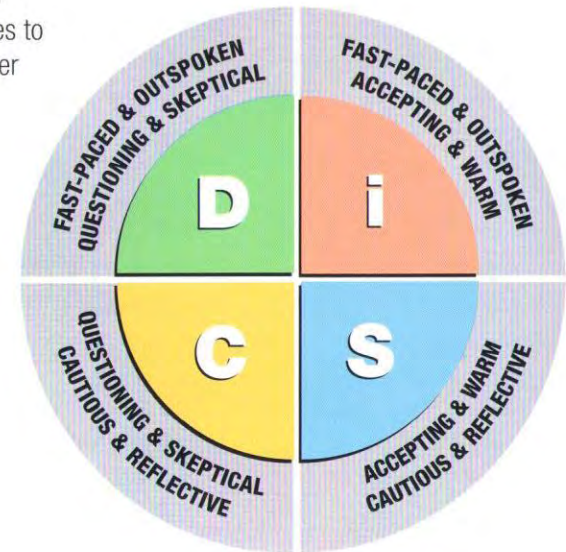 es to
er
FAST-PACED & OUTSPOKEN
QUESTIONING & SKEPTICAL
FAST-PACED & OUTSPOKEN
ACCEPTING & WARM
D
i
C
S
QUESTIONING & SKEPTICAL
CAUTIOUS & REFLECTIVE
ACCEPTING & WARM
CAUTIOUS & REFLECTIVE